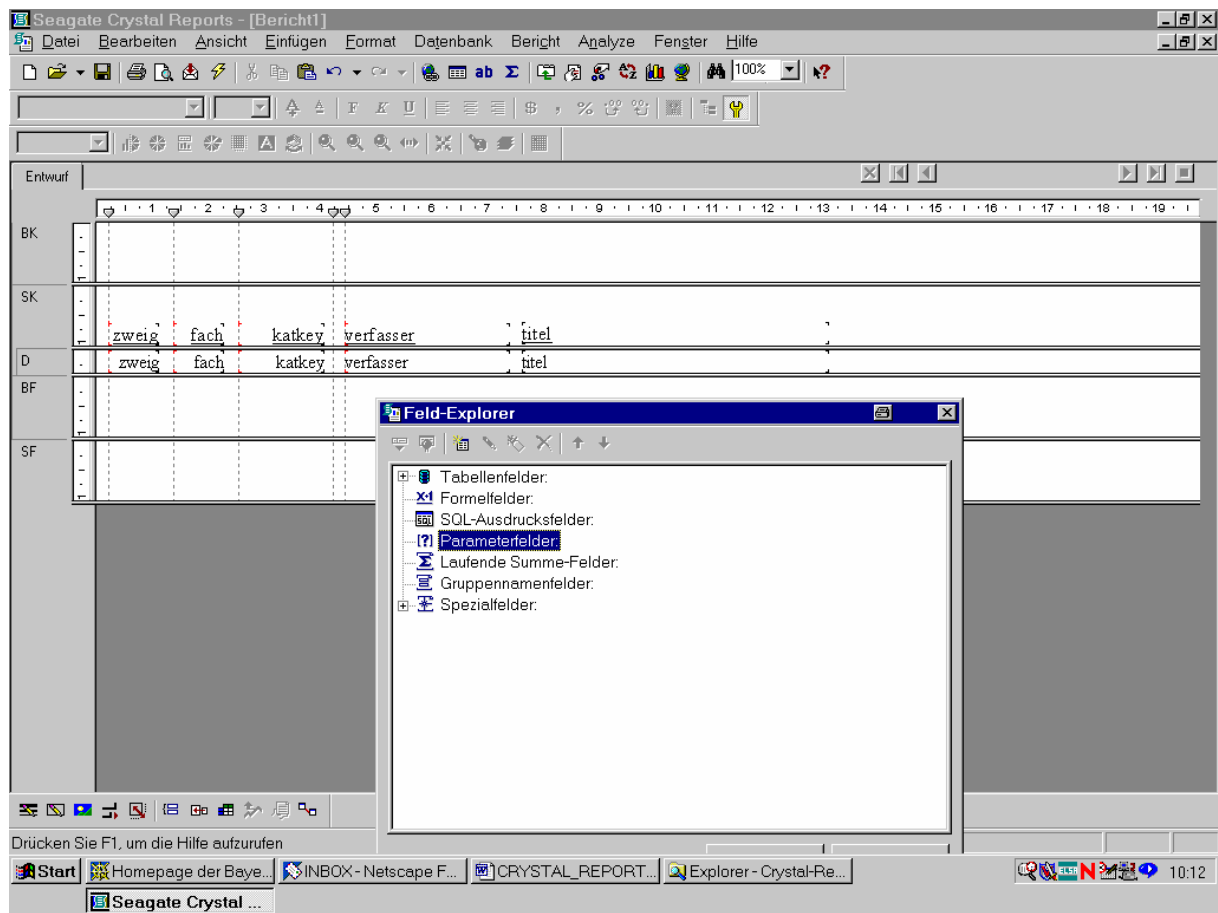 Seagate Crystal Reports - [Bericht1]
Datei Bearbeiten Ansicht Einfügen Format Datenbank Bericht Analyze Fenster Hilfe
ab Σ 100%
F K U $ , %
A
Entwurf
1 2 3 4 5 6 7 8 9 10 11 12 13 14 15 16 17 18 19
BK
SK
zweig fach katkey verfasser titel
D zweig fach katkey verfasser titel
BF
SF
Feld-Explorer
Tabellenfelder:
X·1 Formelfelder:
SQL SQL-Ausdrucksfelder:
[?] Parameterfelder:
Σ Laufende Summe-Felder:
Gruppennamenfelder:
Spezialfelder:
Drücken Sie F1, um die Hilfe aufzurufen
Start Homepage der Baye... INBOX - Netscape F... CRYSTAL_REPORT... Explorer - Crystal-Re... ELSA N 10:12
Seagate Crystal ...